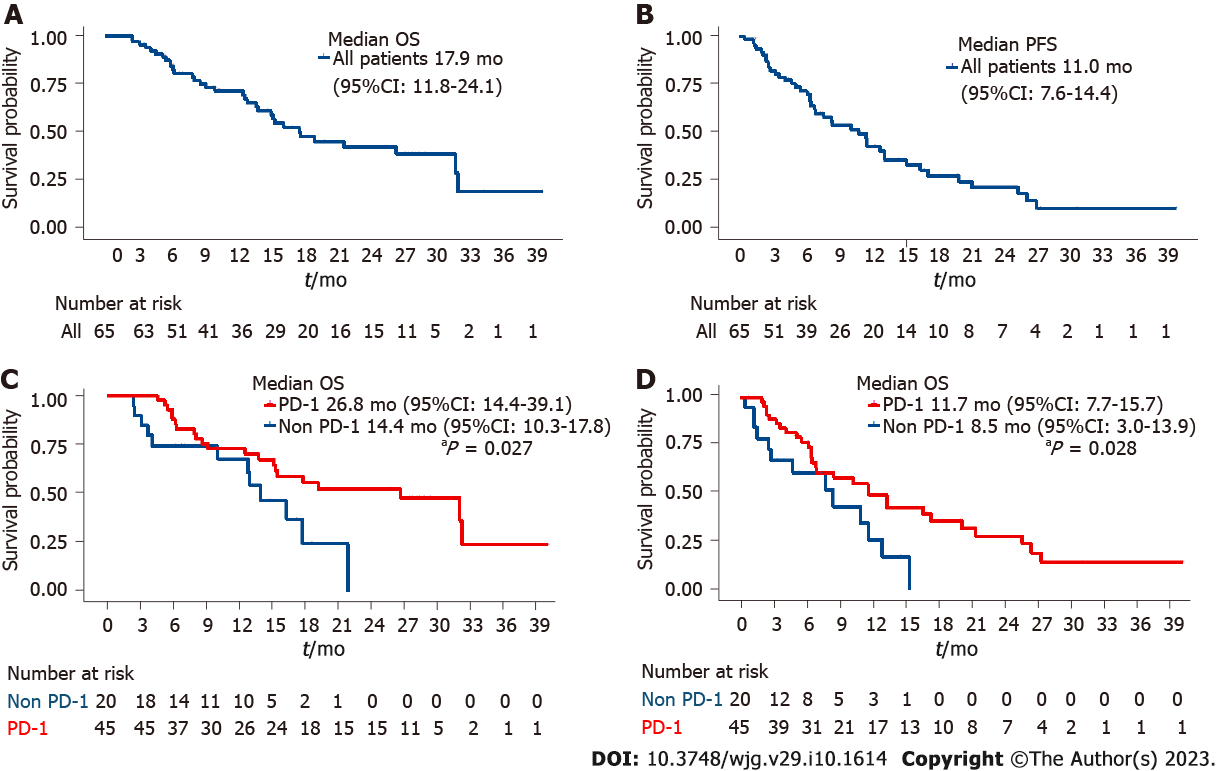 A
Median OS
All patients 17.9 mo
(95%CI: 11.8-24.1)
Survival probability
1.00
0.75
0.50
0.25
0.00
0 3 6 9 12 15 18 21 24 27 30 33 36 39
t/mo
Number at risk
All 65 63 51 41 36 29 20 16 15 11 5 2 1 1
B
Median PFS
All patients 11.0 mo
(95%CI: 7.6-14.4)
Survival probability
1.00
0.75
0.50
0.25
0.00
0 3 6 9 12 15 18 21 24 27 30 33 36 39
t/mo
Number at risk
All 65 51 39 26 20 14 10 8 7 4 2 1 1 1
C
Median OS
PD-1 26.8 mo (95%CI: 14.4-39.1)
Non PD-1 14.4 mo (95%CI: 10.3-17.8)
aP = 0.027
Survival probability
1.00
0.75
0.50
0.25
0.00
0 3 6 9 12 15 18 21 24 27 30 33 36 39
t/mo
Number at risk
Non PD-1 20 18 14 11 10 5 2 1 0 0 0 0 0 0
PD-1 45 45 37 30 26 24 18 15 15 11 5 2 1 1
D
Median OS
PD-1 11.7 mo (95%CI: 7.7-15.7)
Non PD-1 8.5 mo (95%CI: 3.0-13.9)
aP = 0.028
Survival probability
1.00
0.75
0.50
0.25
0.00
0 3 6 9 12 15 18 21 24 27 30 33 36 39
t/mo
Number at risk
Non PD-1 20 12 8 5 3 1 0 0 0 0 0 0 0 0
PD-1 45 39 31 21 17 13 10 8 7 4 2 1 1 1
DOI: 10.3748/wjg.v29.i10.1614 Copyright ©The Author(s) 2023.